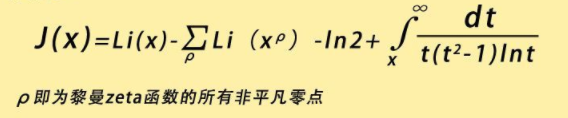 J(x)=Li(x)-∑ρ Li (x^ρ) -ln2+ ∫x^∞ dt/t(t²-1)lnt
ρ即为黎曼zeta函数的所有非平凡零点